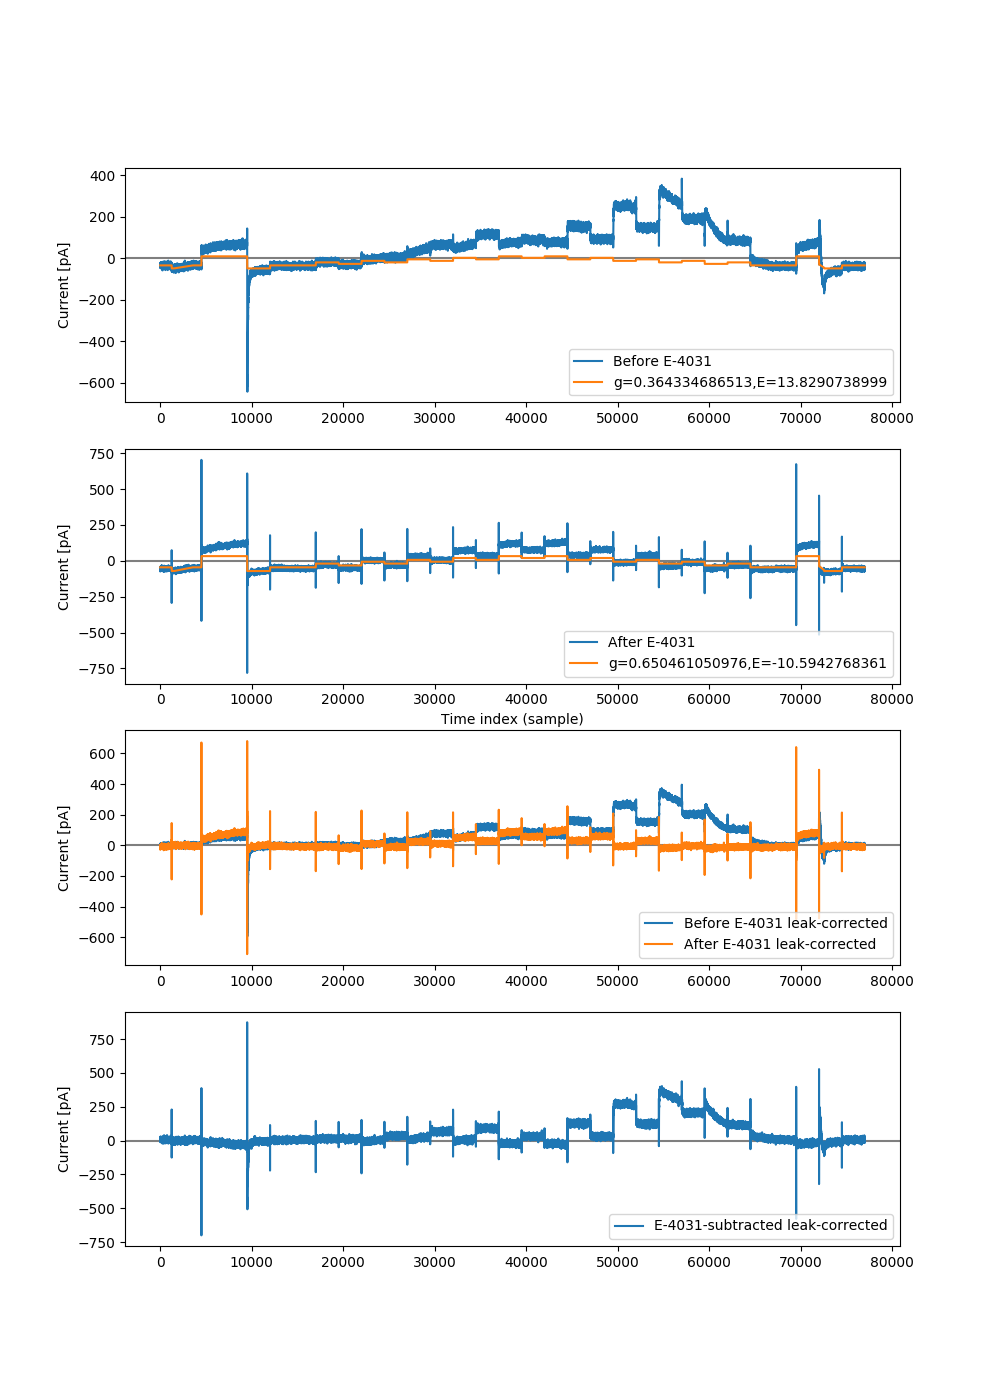 400
200
0
−200
−400
−600
Current [pA]
Before E-4031
g=0.364334686513,E=13.8290738999
0 10000 20000 30000 40000 50000 60000 70000 80000
750
500
250
0
−250
−500
−750
Current [pA]
After E-4031
g=0.650461050976,E=-10.5942768361
0 10000 20000 30000 40000 50000 60000 70000 80000
Time index (sample)
600
400
200
0
−200
−400
−600
Current [pA]
Before E-4031 leak-corrected
After E-4031 leak-corrected
0 10000 20000 30000 40000 50000 60000 70000 80000
750
500
250
0
−250
−500
−750
Current [pA]
E-4031-subtracted leak-corrected
0 10000 20000 30000 40000 50000 60000 70000 80000